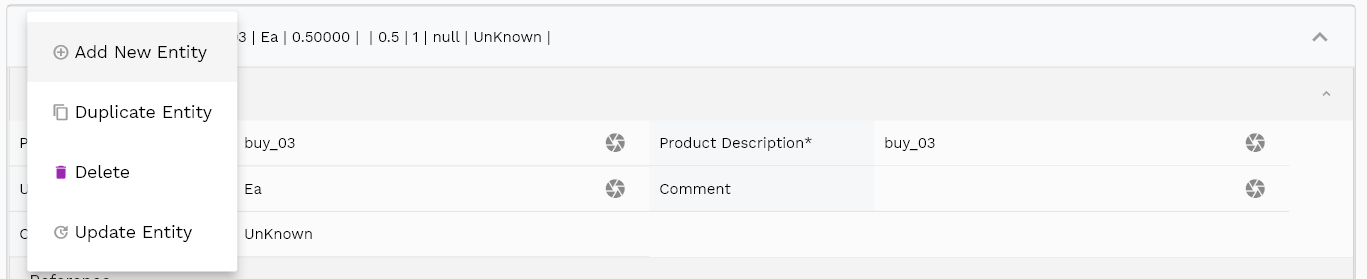 3 | Ea | 0.50000 | | 0.5 | 1 | null | UnKnown |
Add New Entity
Duplicate Entity
Delete
Update Entity
buy_03 Product Description* buy_03
Ea Comment
UnKnown